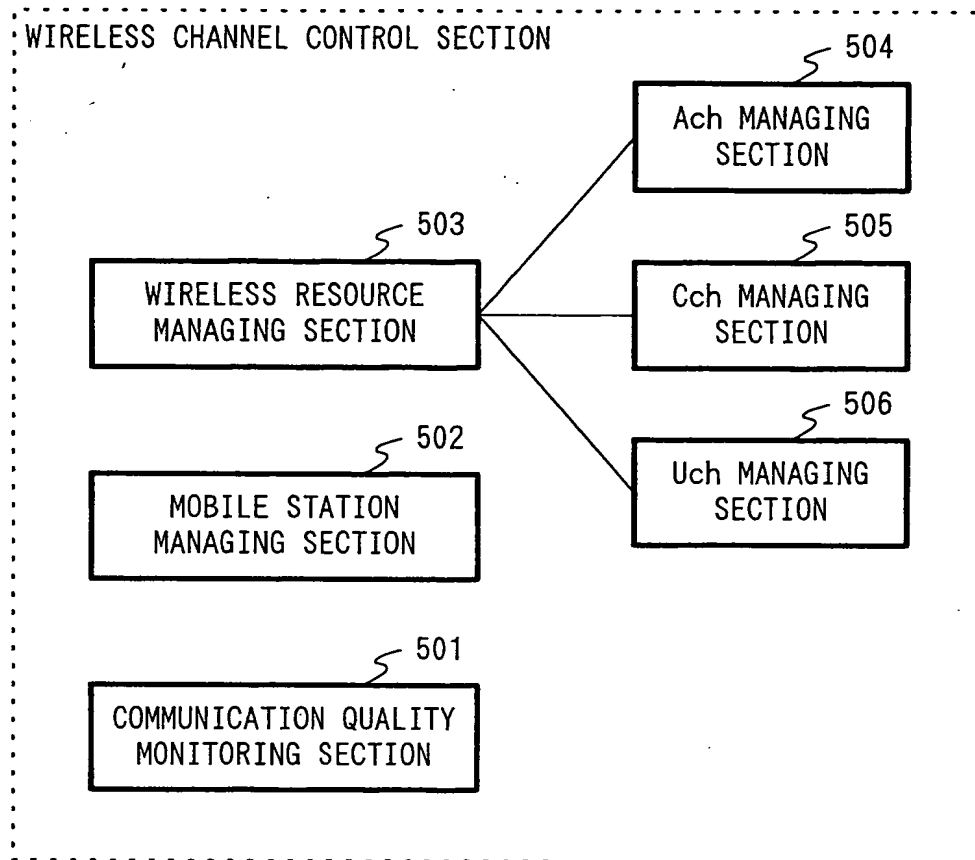 WIRELESS CHANNEL CONTROL SECTION
504
Ach MANAGING
SECTION
503
WIRELESS RESOURCE
MANAGING SECTION
505
Cch MANAGING
SECTION
506
Uch MANAGING
SECTION
502
MOBILE STATION
MANAGING SECTION
501
COMMUNICATION QUALITY
MONITORING SECTION